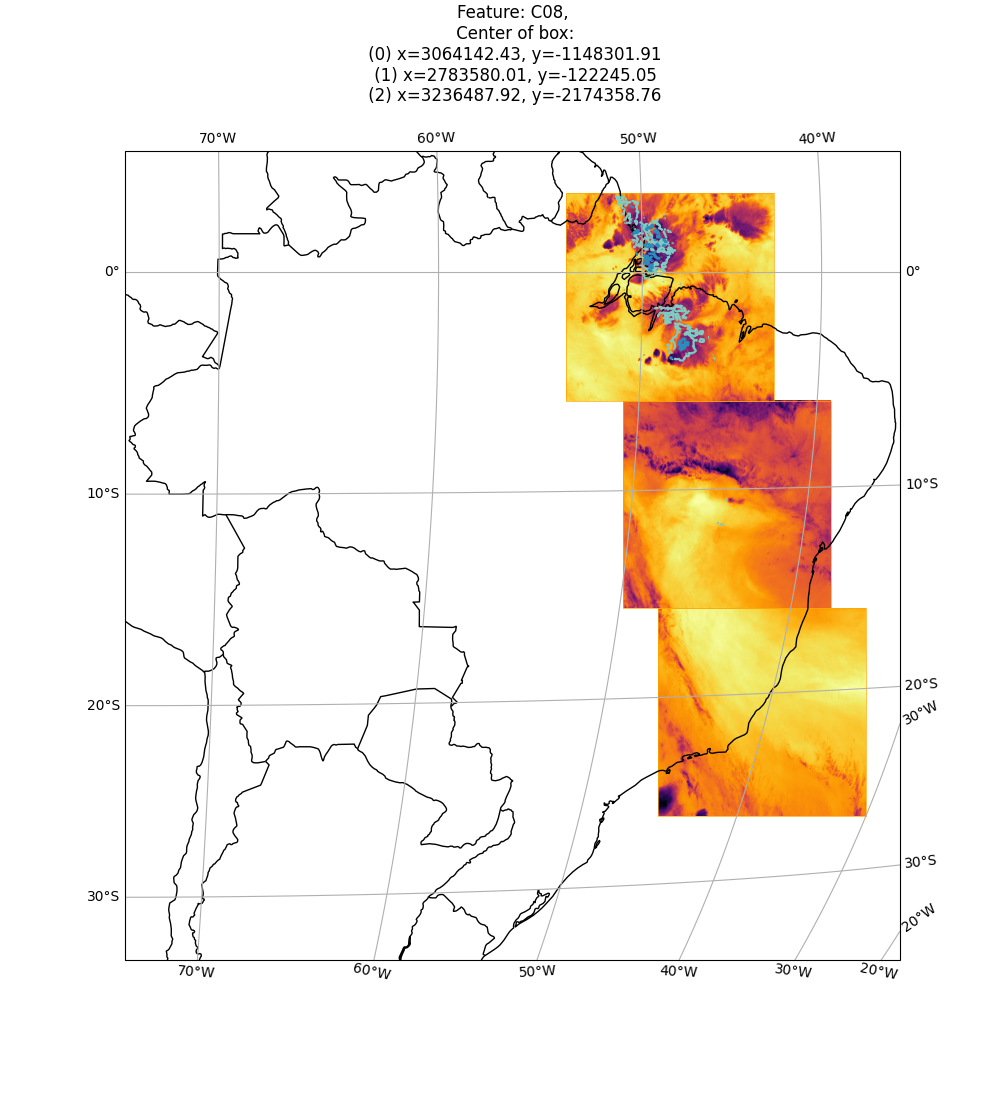 Feature: C08,
Center of box:
(0) x=3064142.43, y=-1148301.91
(1) x=2783580.01, y=-122245.05
(2) x=3236487.92, y=-2174358.76
70°W 60°W 50°W 40°W
0° 0°
10°S 10°S
20°S 20°S
30°W
30°S 30°S
20°W
70°W 60°W 50°W 40°W 30°W 20°W